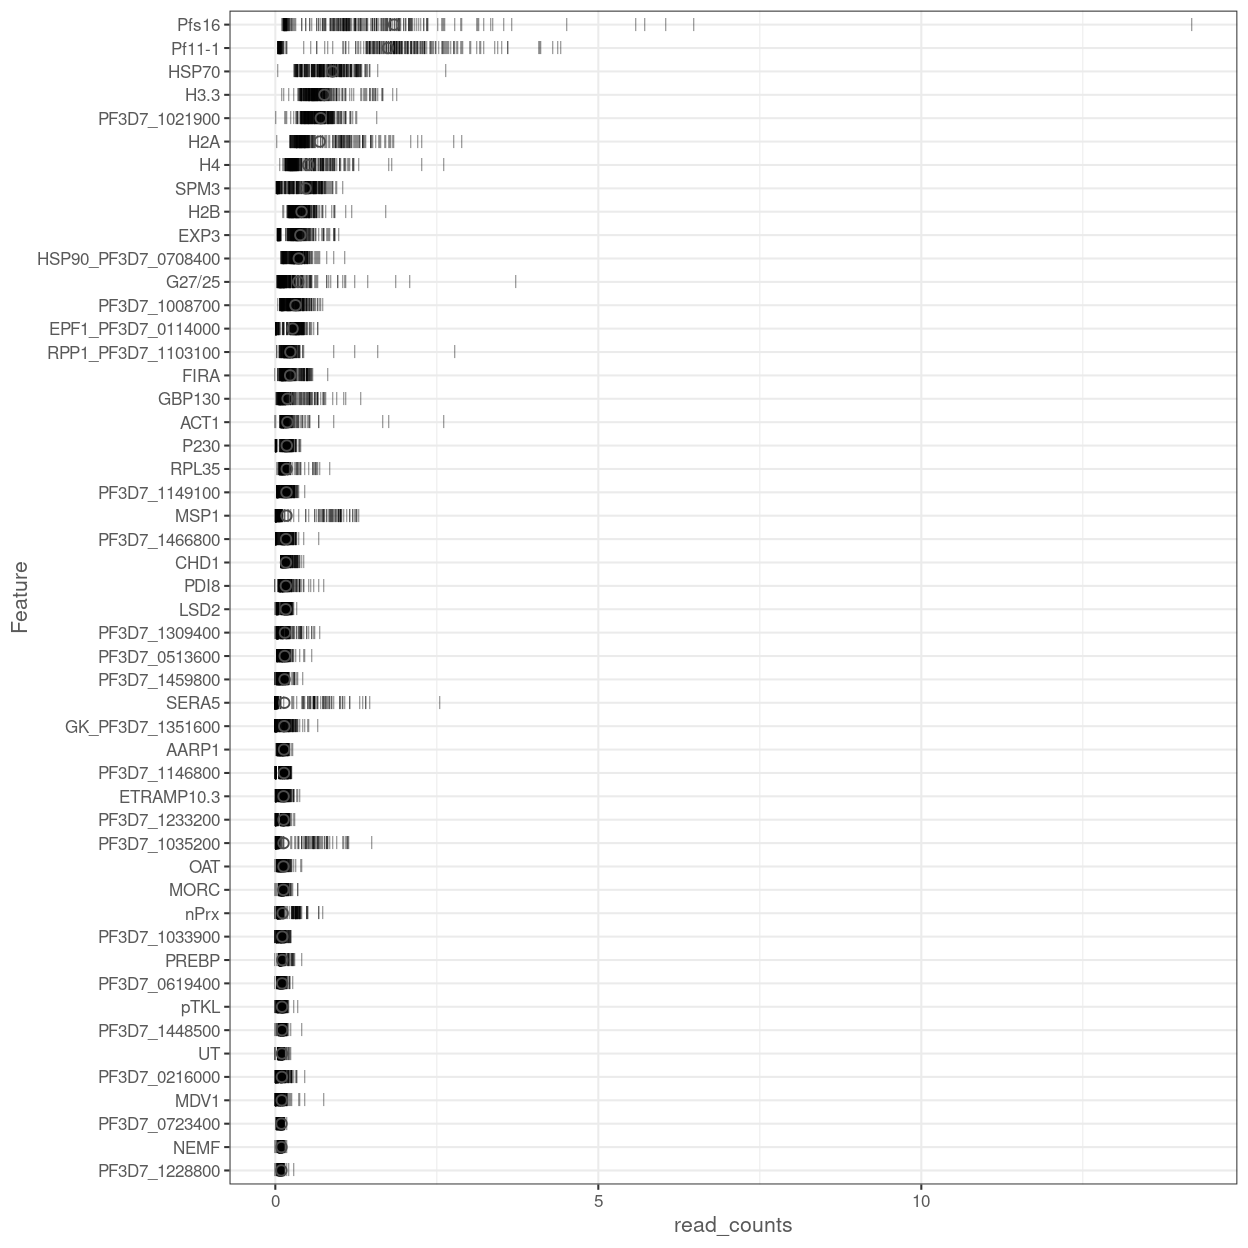 Pfs16
Pf11-1
HSP70
H3.3
PF3D7_1021900
H2A
H4
SPM3
H2B
EXP3
HSP90_PF3D7_0708400
G27/25
PF3D7_1008700
EPF1_PF3D7_0114000
RPP1_PF3D7_1103100
FIRA
GBP130
ACT1
P230
RPL35
PF3D7_1149100
MSP1
PF3D7_1466800
CHD1
PDI8
LSD2
PF3D7_1309400
PF3D7_0513600
PF3D7_1459800
SERA5
GK_PF3D7_1351600
AARP1
PF3D7_1146800
ETRAMP10.3
PF3D7_1233200
PF3D7_1035200
OAT
MORC
nPrx
PF3D7_1033900
PREBP
PF3D7_0619400
pTKL
PF3D7_1448500
UT
PF3D7_0216000
MDV1
PF3D7_0723400
NEMF
PF3D7_1228800
Feature
0 5 10
read_counts